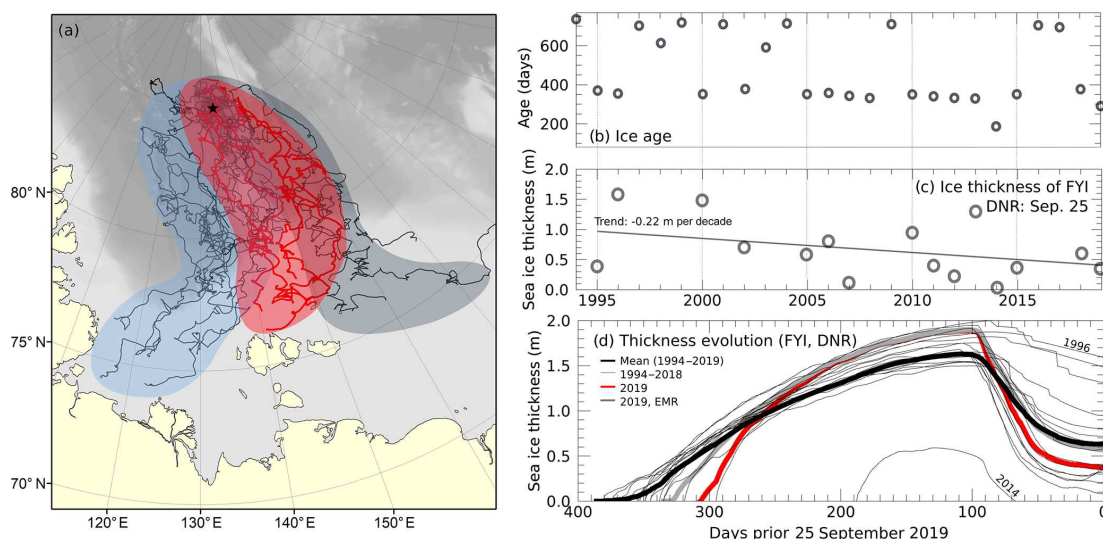 (a)
80° N
75° N
70° N
120° E
130° E
140° E
150° E
Age (days)
600
400
200
(b) Ice age
Sea ice thickness (m)
2.0
1.5
1.0
0.5
0.0
(c) Ice thickness of FYI
DNR: Sep. 25
Trend: -0.22 m per decade
1995
2000
2005
2010
2015
Sea ice thickness (m)
2.0
1.5
1.0
0.5
0.0
(d) Thickness evolution (FYI, DNR)
Mean (1994–2019)
1994–2018
2019
2019, EMR
1996
2014
400
300
200
100
0
Days prior 25 September 2019